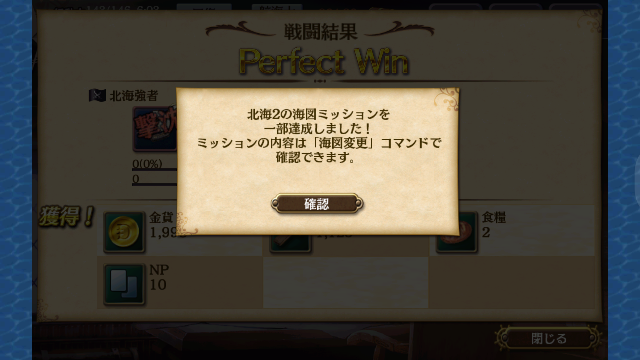 戦闘結果
Perfect Win
北海強者
撃沈
0(0%)
0
北海2の海図ミッションを
一部達成しました！
ミッションの内容は「海図変更」コマンドで
確認できます。
確認
獲得！
金貨
食糧
2
NP
10
閉じる